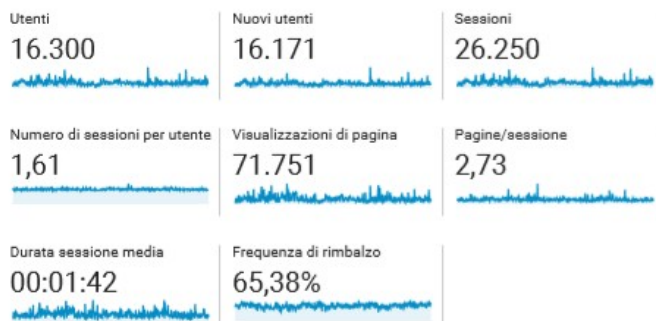 Utenti
16.300
Nuovi utenti
16.171
Sessioni
26.250
Numero di sessioni per utente
1,61
Visualizzazioni di pagina
71.751
Pagine/sessione
2,73
Durata sessione media
00:01:42
Frequenza di rimbalzo
65,38%